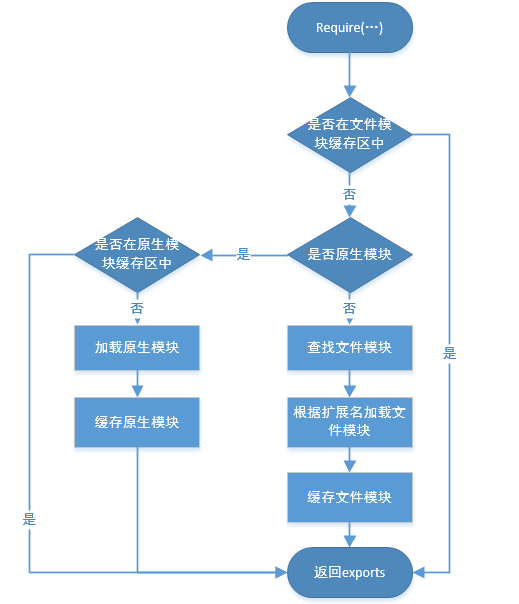 Require(···)
是否在文件模
块缓存区中
否
是否在原生模
块缓存区中
是
是否原生模块
否
否
加载原生模块
查找文件模块
是
缓存原生模块
根据扩展名加载文
件模块
缓存文件模块
是
返回exports